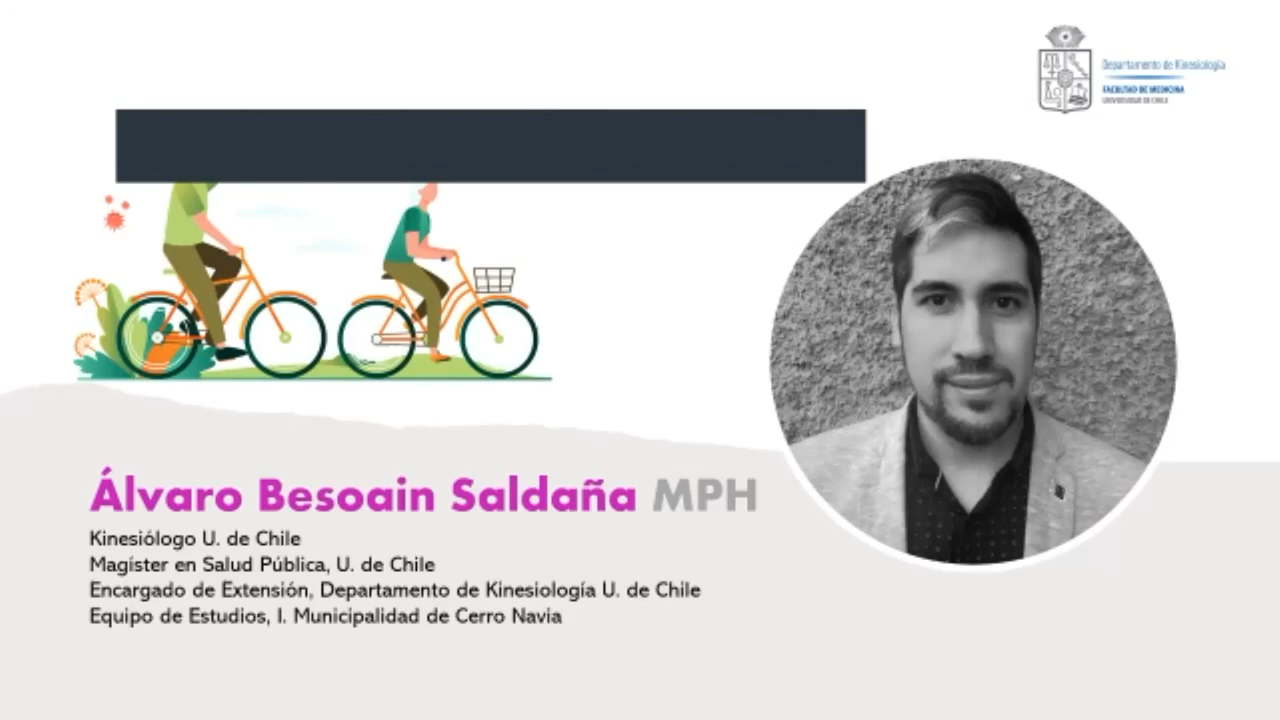 Departamento de Kinesiología
FACULTAD DE MEDICINA
UNIVERSIDAD DE CHILE
Álvaro Besoain Saldaña MPH
Kinesiólogo U. de Chile
Magíster en Salud Pública, U. de Chile
Encargado de Extensión, Departamento de Kinesiología U. de Chile
Equipo de Estudios, I. Municipalidad de Cerro Navia